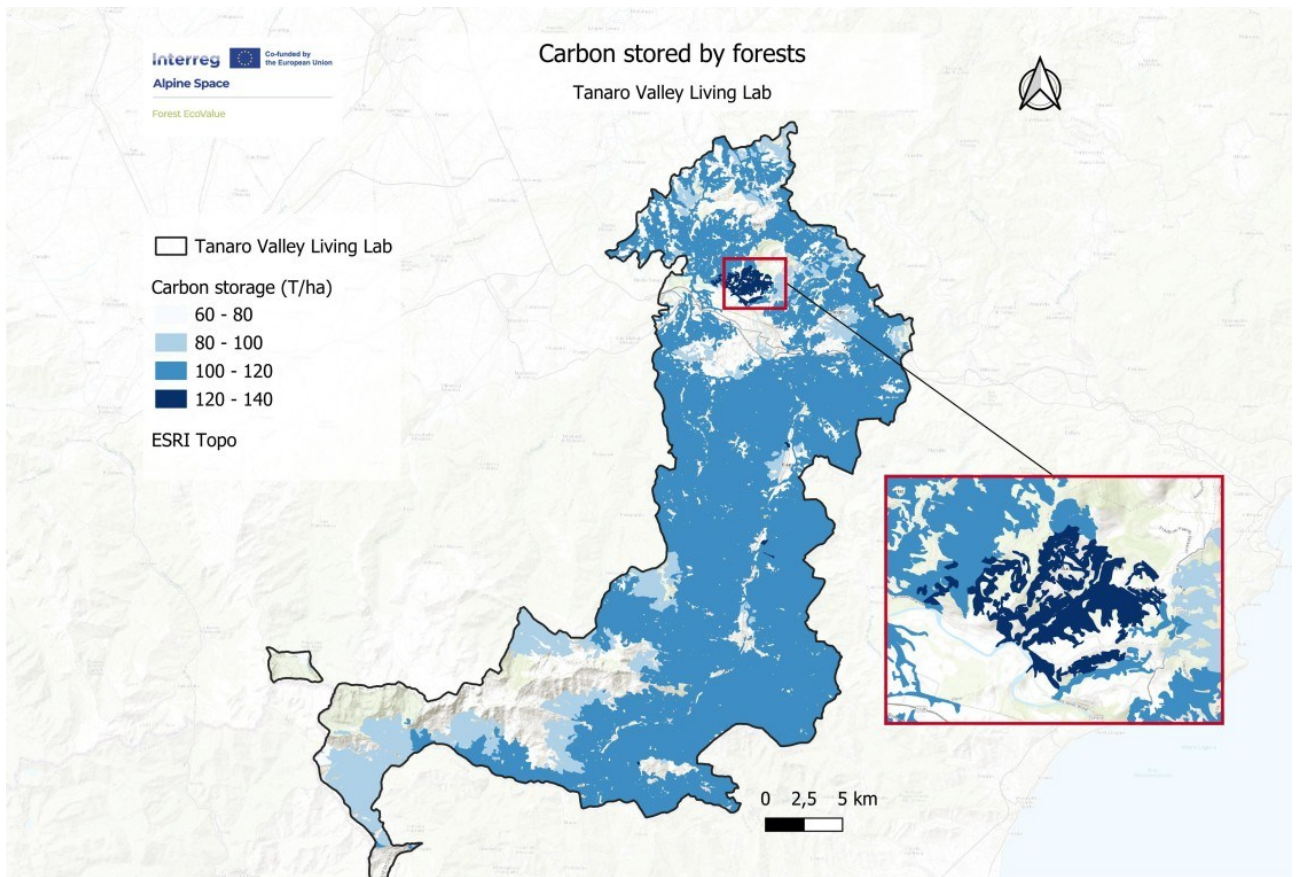 Interreg
Co-funded by
the European Union
Alpine Space
Forest EcoValue
Carbon stored by forests
Tanaro Valley Living Lab
Tanaro Valley Living Lab
Carbon storage (T/ha)
60 - 80
80 - 100
100 - 120
120 - 140
ESRI Topo
0 2,5 5 km